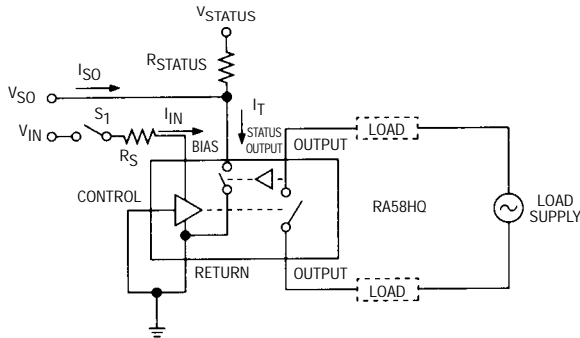 VSTATUS
RSTATUS
ISO
VSO
IT
S1
IIN
VIN
STATUS
OUTPUT
RS
BIAS
OUTPUT
LOAD
CONTROL
RA58HQ
LOAD
SUPPLY
RETURN
OUTPUT
LOAD